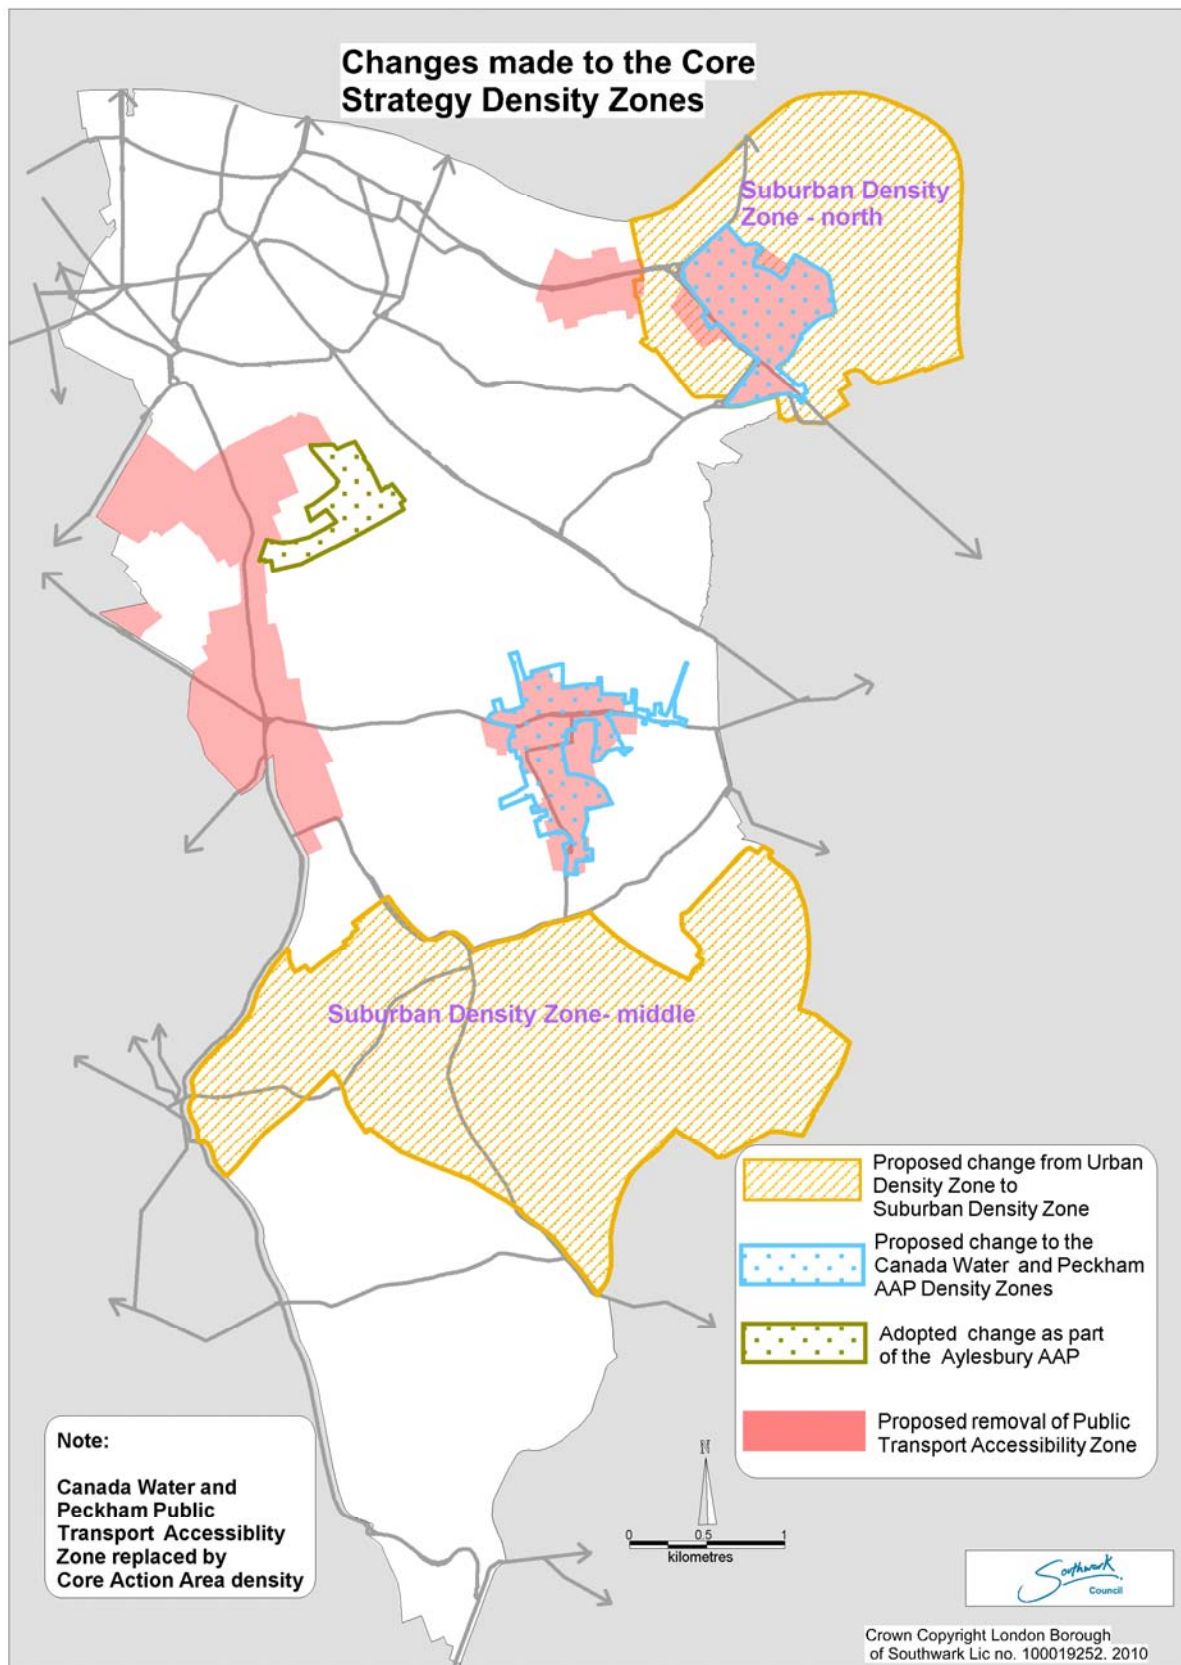 Changes made to the Core
Strategy Density Zones
Suburban Density
Zone - north
Suburban Density Zone- middle
Proposed change from Urban
Density Zone to
Suburban Density Zone
Proposed change to the
Canada Water and Peckham
AAP Density Zones
Adopted change as part
of the Aylesbury AAP
Proposed removal of Public
Transport Accessibility Zone
Note:
Canada Water and
Peckham Public
Transport Accessiblity
Zone replaced by
Core Action Area density
N
0 0.5 1
kilometres
Southwark
Council
Crown Copyright London Borough
of Southwark Lic no. 100019252. 2010